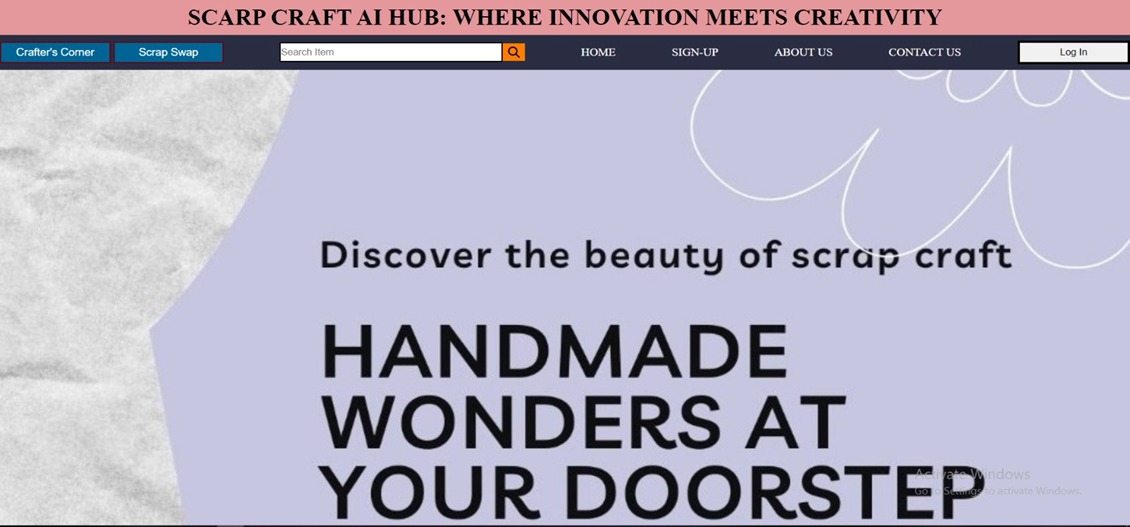 SCARP CRAFT AI HUB: WHERE INNOVATION MEETS CREATIVITY
Crafter's Corner Scrap Swap Search Item HOME SIGN-UP ABOUT US CONTACT US Log In
Discover the beauty of scrap craft
HANDMADE
WONDERS AT
YOUR DOORSTEP
Activate Windows
Go to Settings to activate Windows.